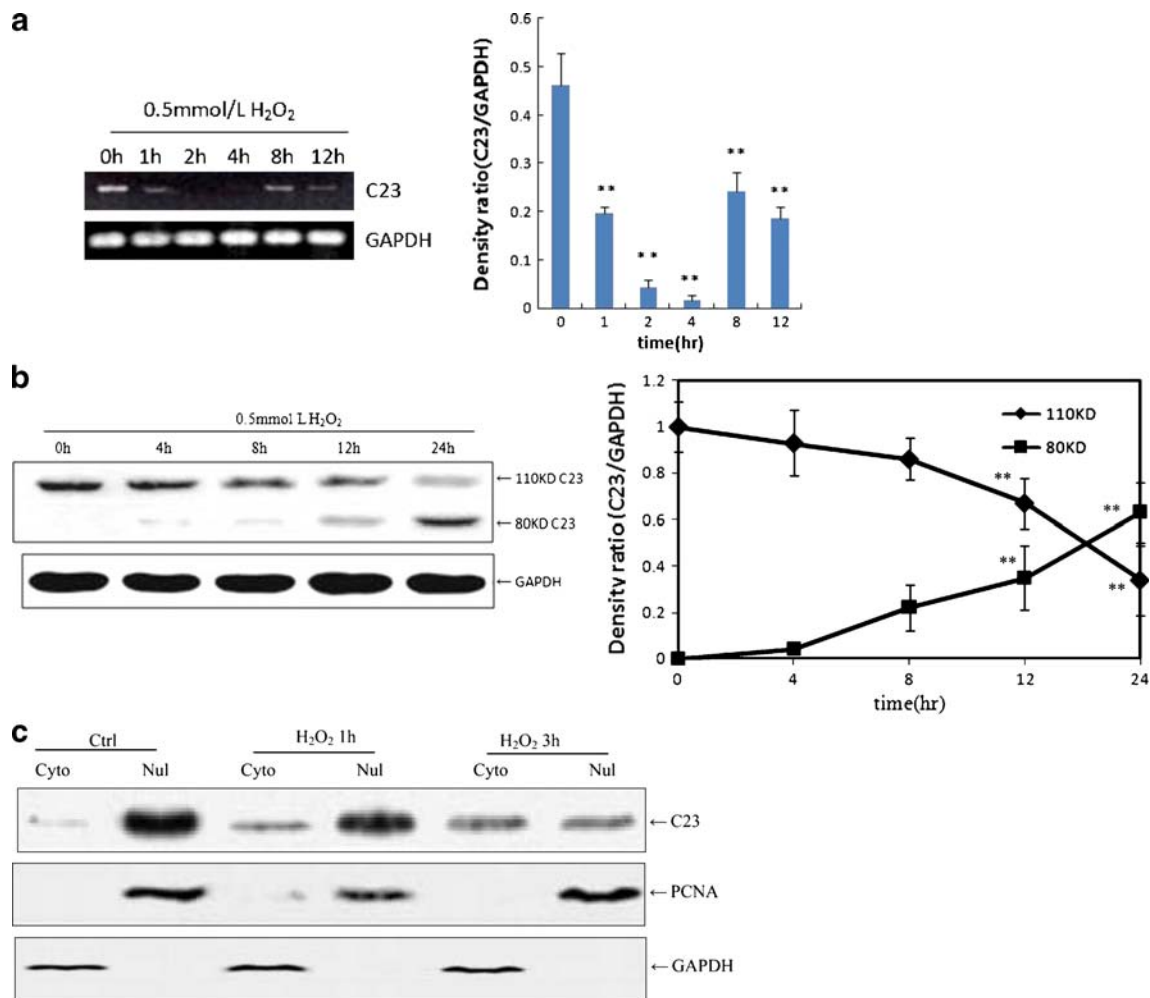 a
0.5mmol/L H₂O₂
0h 1h 2h 4h 8h 12h
C23
GAPDH
Density ratio(C23/GAPDH)
0.6
0.5
0.4
0.3
0.2
0.1
0
** ** ** ** **
0 1 2 4 8 12
time(hr)
b
0.5mmol L H₂O₂
0h 4h 8h 12h 24h
←110KD C23
←80KD C23
←GAPDH
Density ratio (C23/GAPDH)
1.2
1
0.8
0.6
0.4
0.2
0
110KD
80KD
** ** ** **
0 4 8 12 24
time(hr)
c
Ctrl H₂O₂ 1h H₂O₂ 3h
Cyto Nul Cyto Nul Cyto Nul
←C23
←PCNA
←GAPDH